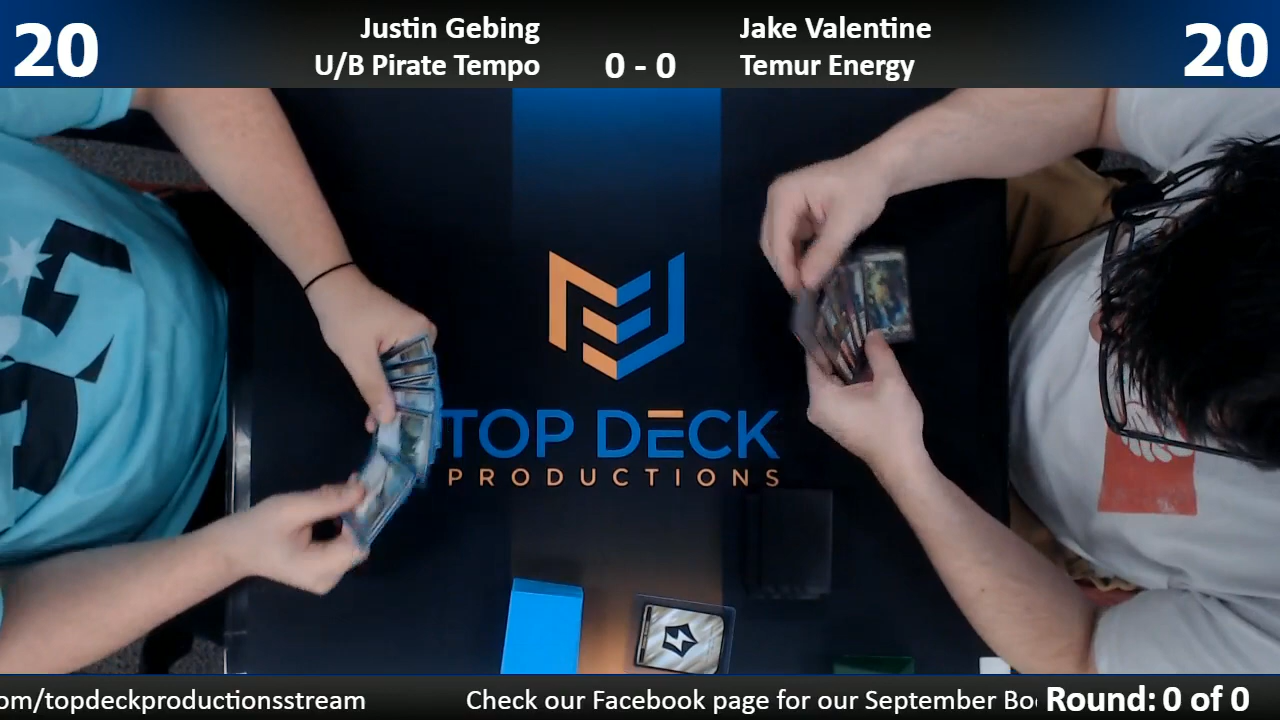 20
Justin Gebing
U/B Pirate Tempo
0 - 0
Jake Valentine
Temur Energy
20
TOP DECK
PRODUCTIONS
om/topdeckproductionsstream
Check our Facebook page for our September Bo
Round: 0 of 0